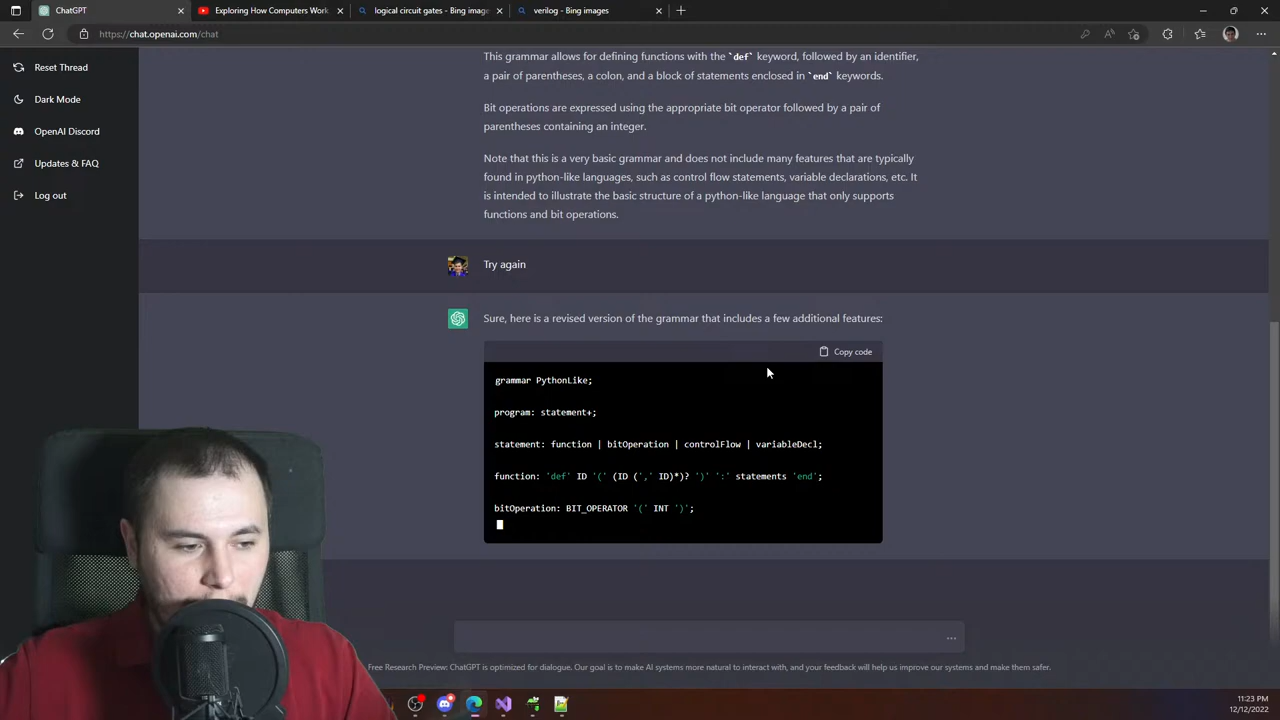 ChatGPT
Exploring How Computers Work
logical circuit gates - Bing images
verilog - Bing images
https://chat.openai.com/chat
Reset Thread
Dark Mode
OpenAI Discord
Updates & FAQ
Log out
This grammar allows for defining functions with the `def` keyword, followed by an identifier,
a pair of parentheses, a colon, and a block of statements enclosed in `end` keywords.
Bit operations are expressed using the appropriate bit operator followed by a pair of
parentheses containing an integer.
Note that this is a very basic grammar and does not include many features that are typically
found in python-like languages, such as control flow statements, variable declarations, etc. It
is intended to illustrate the basic structure of a python-like language that only supports
functions and bit operations.
Try again
Sure, here is a revised version of the grammar that includes a few additional features:
Copy code
grammar PythonLike;
program: statement+;
statement: function | bitOperation | controlFlow | variableDecl;
function: 'def' ID '(' (ID (',' ID)*)? ')' ':' statements 'end';
bitOperation: BIT_OPERATOR '(' INT ')';
Free Research Preview: ChatGPT is optimized for dialogue. Our goal is to make AI systems more natural to interact with, and your feedback will help us improve our systems and make them safer.
11:23 PM
12/12/2022